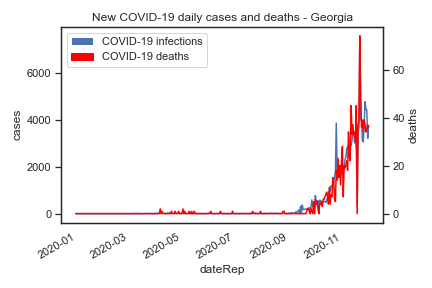 New COVID-19 daily cases and deaths - Georgia
COVID-19 infections
COVID-19 deaths
6000
4000
2000
0
cases
60
40
20
0
deaths
2020-01
2020-03
2020-05
2020-07
2020-09
2020-11
dateRep